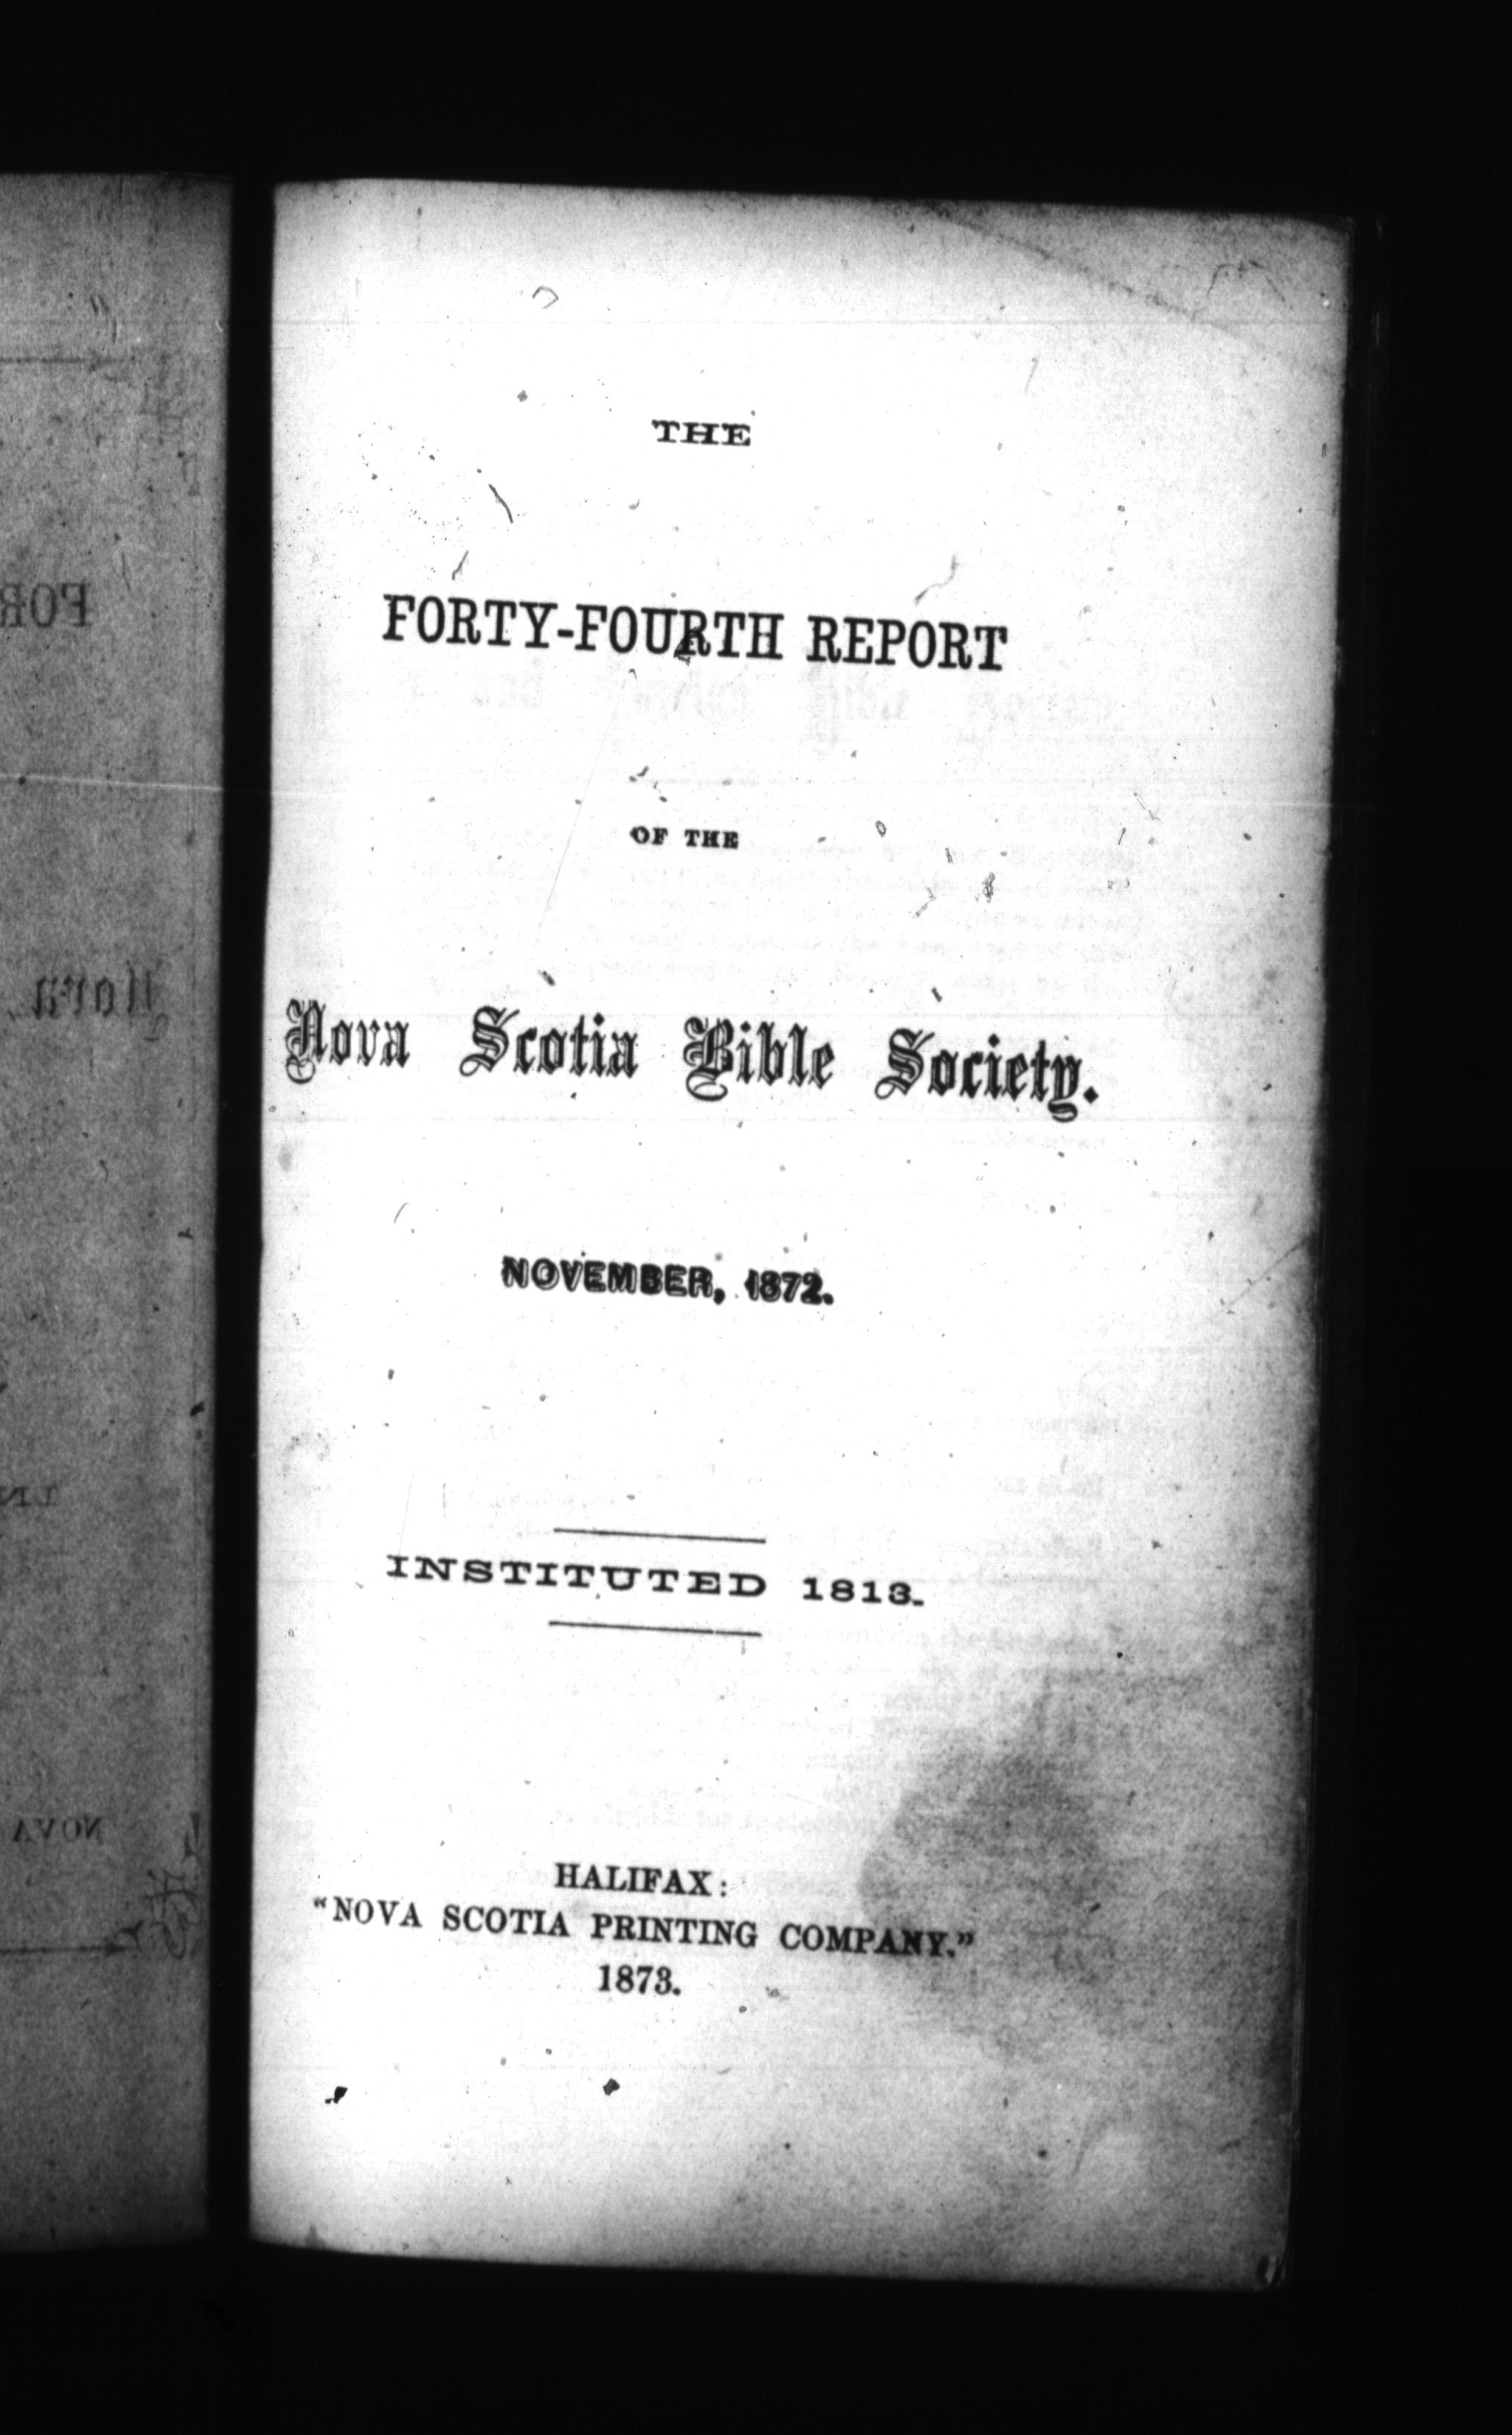 THE
FORTY-FOURTH REPORT
OF THE
Nova Scotia Bible Society.
NOVEMBER, 1872.
INSTITUTED 1813.
HALIFAX:
"NOVA SCOTIA PRINTING COMPANY."
1873.